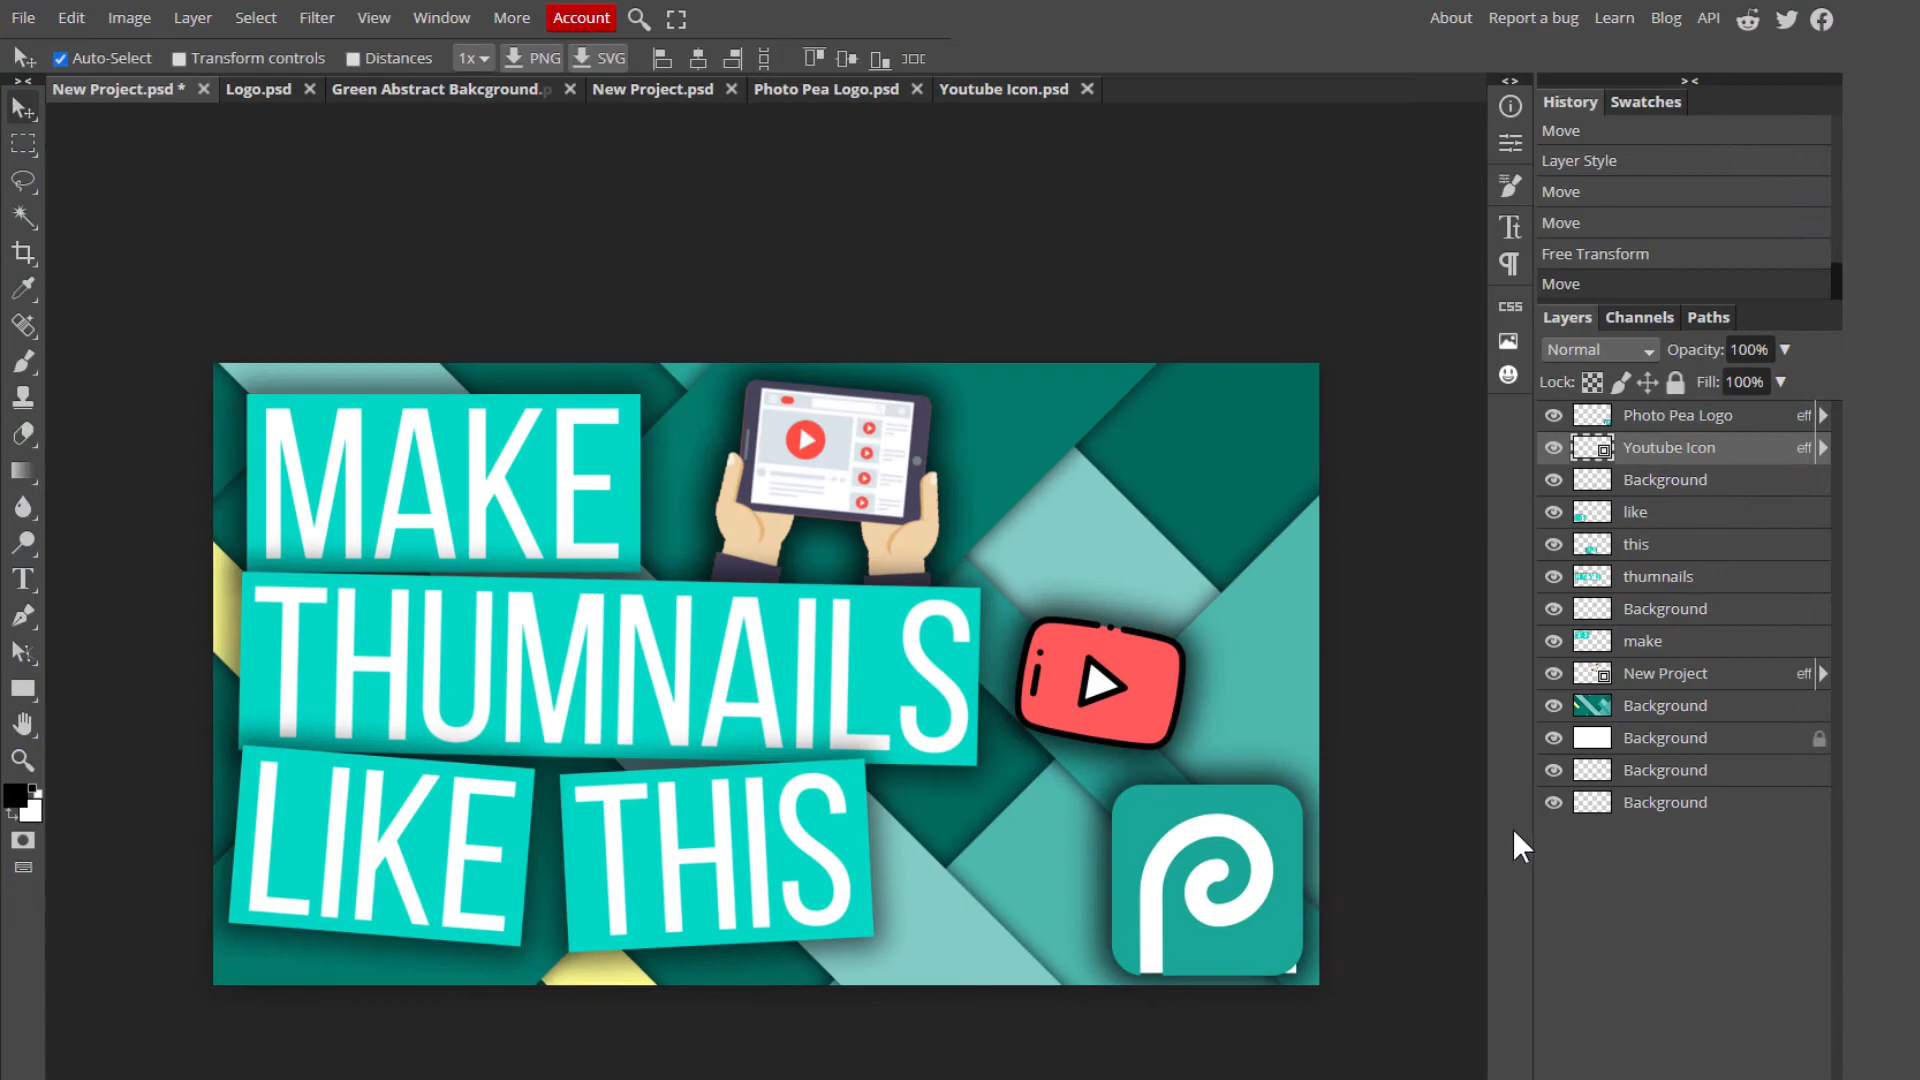 File Edit Image Layer Select Filter View Window More Account About Report a bug Learn Blog API
Auto-Select Transform controls Distances 1x PNG SVG
New Project.psd * Logo.psd Green Abstract Bakcground.p New Project.psd Photo Pea Logo.psd Youtube Icon.psd
History Swatches
Move
Layer Style
Move
Move
Free Transform
Move
CSS
Layers Channels Paths
Normal Opacity: 100%
Lock: Fill: 100%
Photo Pea Logo eff
Youtube Icon eff
Background
like
this
thumnails
Background
make
New Project eff
Background
Background
Background
Background
MAKE
THUMNAILS
LIKE THIS